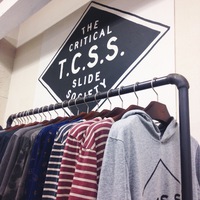 THE
CRITICAL
T.C.S.S.
SLIDE
SOCIETY
T.C.S.S.